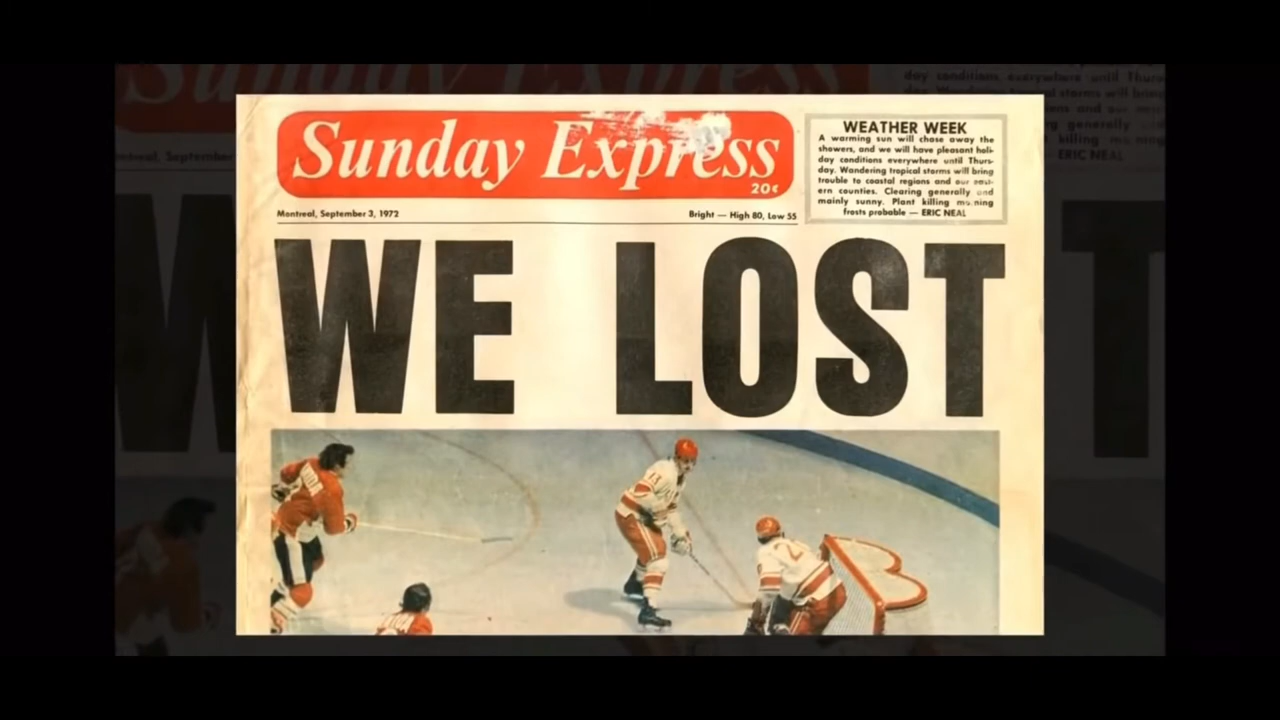 Sunday Express
20¢
WEATHER WEEK
A warming sun will chase away the
showers, and we will have pleasant holi-
day conditions everywhere until Thurs-
day. Wandering tropical storms will bring
trouble to coastal regions and our east-
ern counties. Clearing generally and
mainly sunny. Plant killing morning
frosts probable — ERIC NEAL
Montreal, September 3, 1972
Bright — High 80, Low 55
WE LOST
13
2